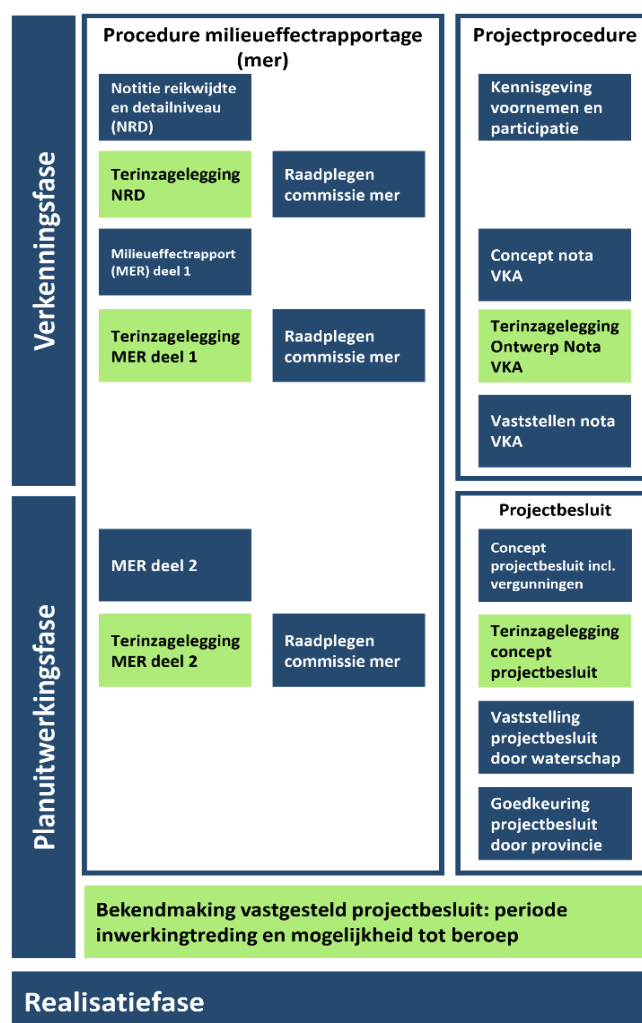 Verkenningsfase
Procedure milieueffectrapportage
(mer)
Notitie reikwijdte
en detailniveau
(NRD)
Terinzagelegging
NRD
Raadplegen
commissie mer
Milieueffectrapport
(MER) deel 1
Terinzagelegging
MER deel 1
Raadplegen
commissie mer
Projectprocedure
Kennisgeving
voornemen en
participatie
Concept nota
VKA
Terinzagelegging
Ontwerp Nota
VKA
Vaststellen nota
VKA
Planuitwerkingsfase
MER deel 2
Terinzagelegging
MER deel 2
Raadplegen
commissie mer
Projectbesluit
Concept
projectbesluit incl.
vergunningen
Terinzagelegging
concept
projectbesluit
Vaststelling
projectbesluit
door waterschap
Goedkeuring
projectbesluit
door provincie
Bekendmaking vastgesteld projectbesluit: periode
inwerkingtreding en mogelijkheid tot beroep
Realisatiefase